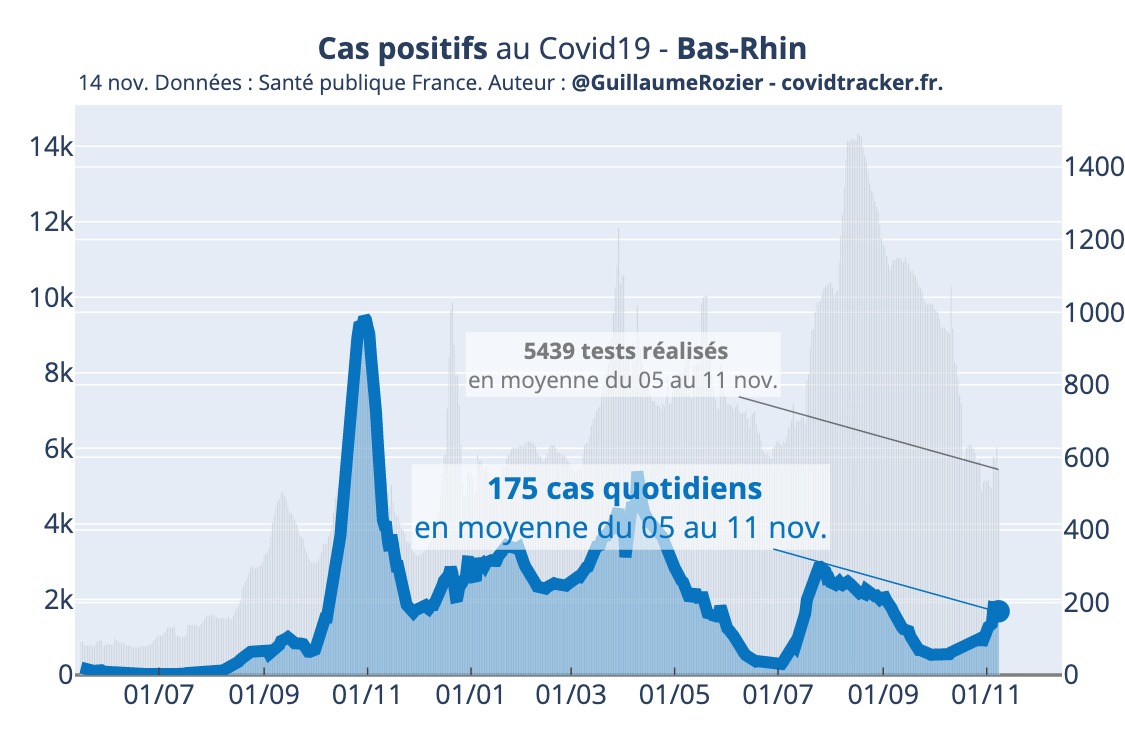 Cas positifs au Covid19 - Bas-Rhin
14 nov. Données : Santé publique France. Auteur : @GuillaumeRozier - covidtracker.fr.
14k
12k
10k
8k
6k
4k
2k
0
1400
1200
1000
800
600
400
200
0
5439 tests réalisés
en moyenne du 05 au 11 nov.
175 cas quotidiens
en moyenne du 05 au 11 nov.
01/07 01/09 01/11 01/01 01/03 01/05 01/07 01/09 01/11